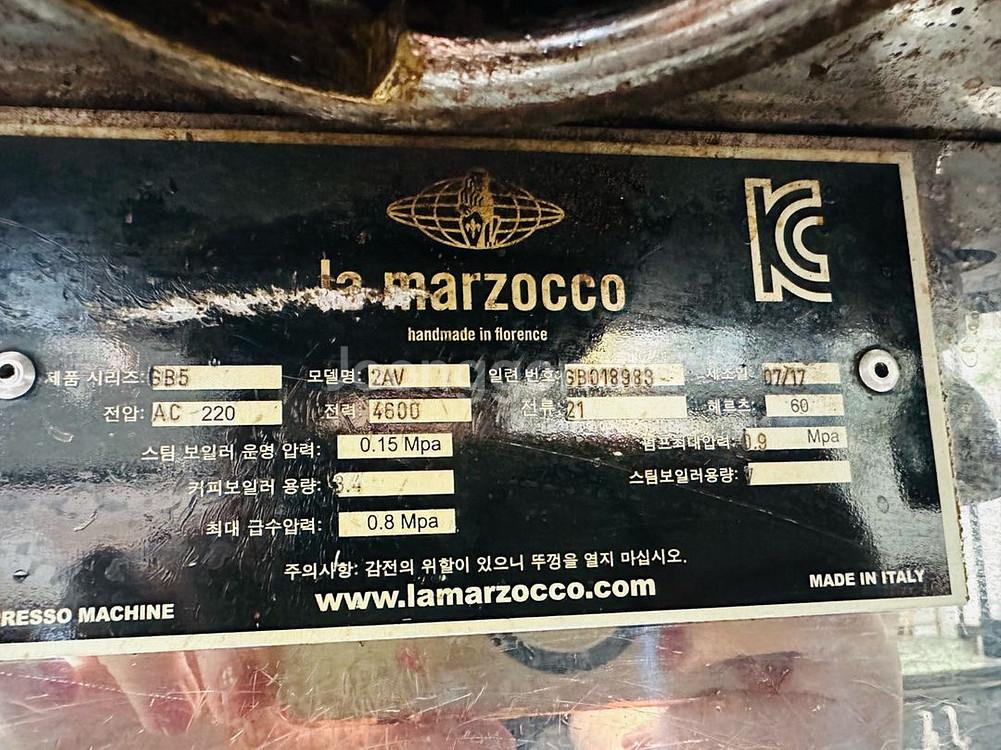 KC
la marzocco
handmade in florence
제품 시리즈: GB5 모델명: 2AV 일련 번호: GB018983 제조일: 07/17
전압: AC 220 전력: 4600 전류: 21 헤르츠: 60
스팀 보일러 운영 압력: 0.15 Mpa 펌프최대압력: 0.9 Mpa
커피보일러 용량: 3.4 스팀보일러용량: 7
최대 급수압력: 0.8 Mpa
주의사항: 감전의 위할이 있으니 뚜껑을 열지 마십시오.
www.lamarzocco.com
RESSO MACHINE MADE IN ITALY